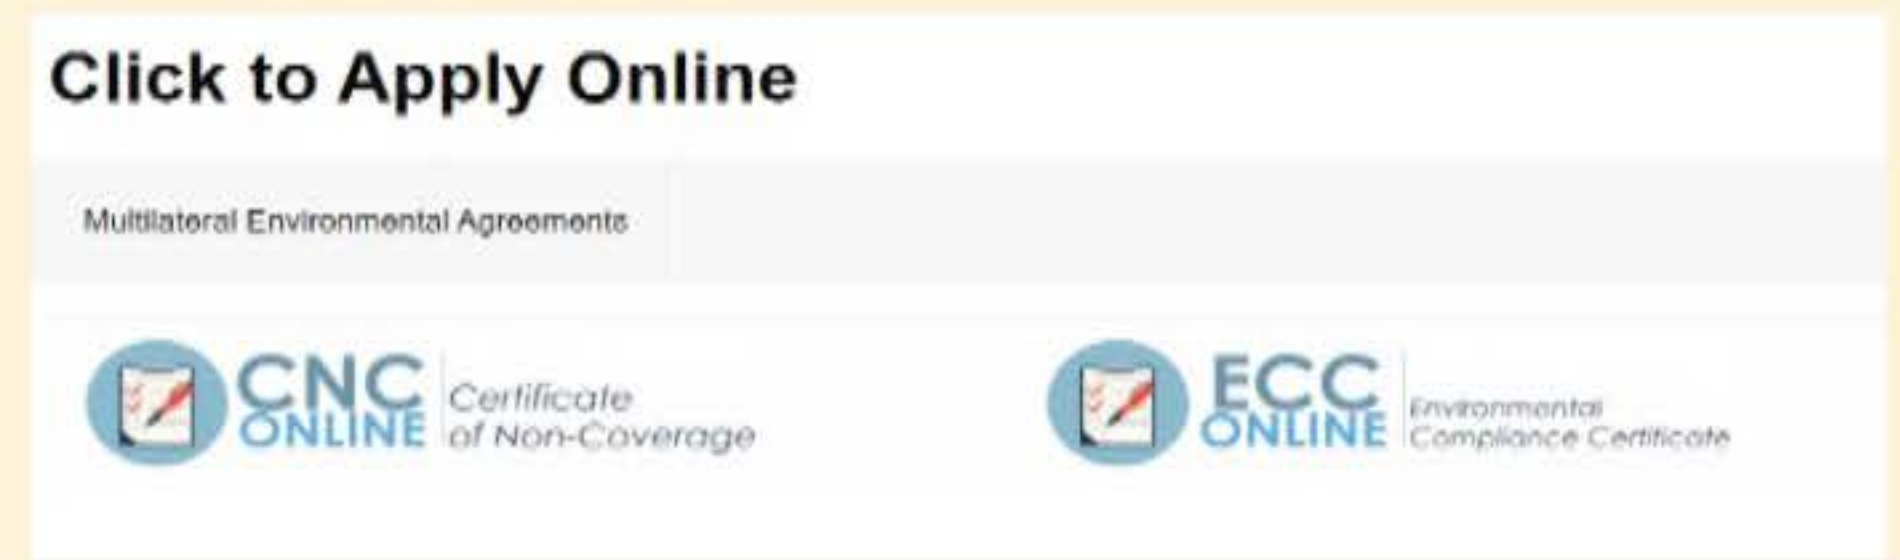 Click to Apply Online
Multilateral Environmental Agreements
CNC
ONLINE
Certificate
of Non-Coverage
ECC
ONLINE
Environmental
Compliance Certificate